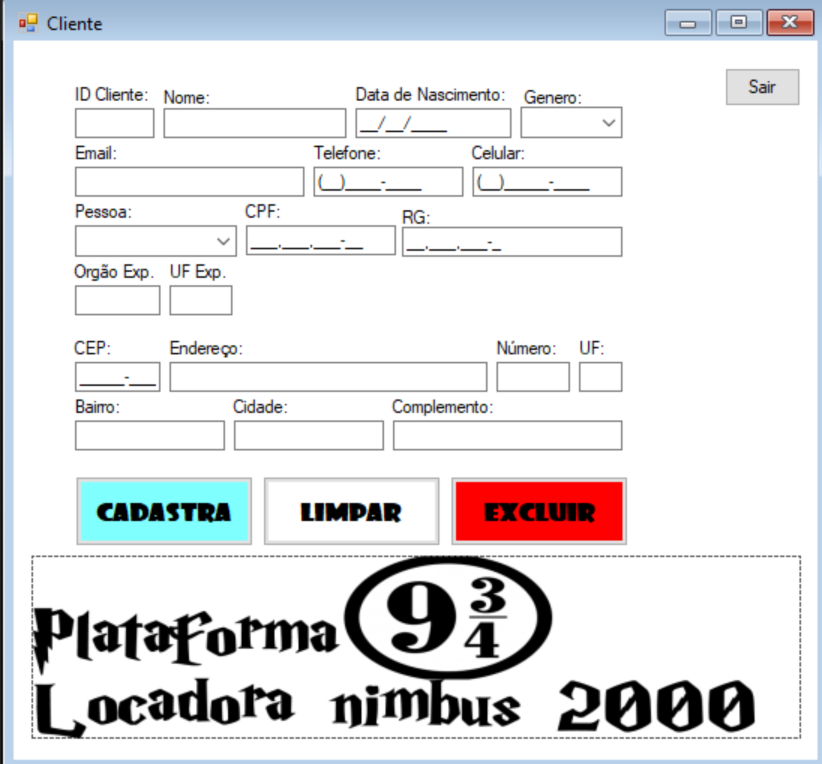 Cliente
Sair
ID Cliente: Nome: Data de Nascimento: Genero:
__/__/____
Email: Telefone: Celular:
(__)____-____ (__)_____-____
Pessoa: CPF: RG:
___.___.___-__ __.___.___-_
Orgão Exp. UF Exp.
CEP: Endereço: Número: UF:
_____-___
Bairro: Cidade: Complemento:
CADASTRA LIMPAR EXCLUIR
Plataforma 9 3/4
Locadora nimbus 2000